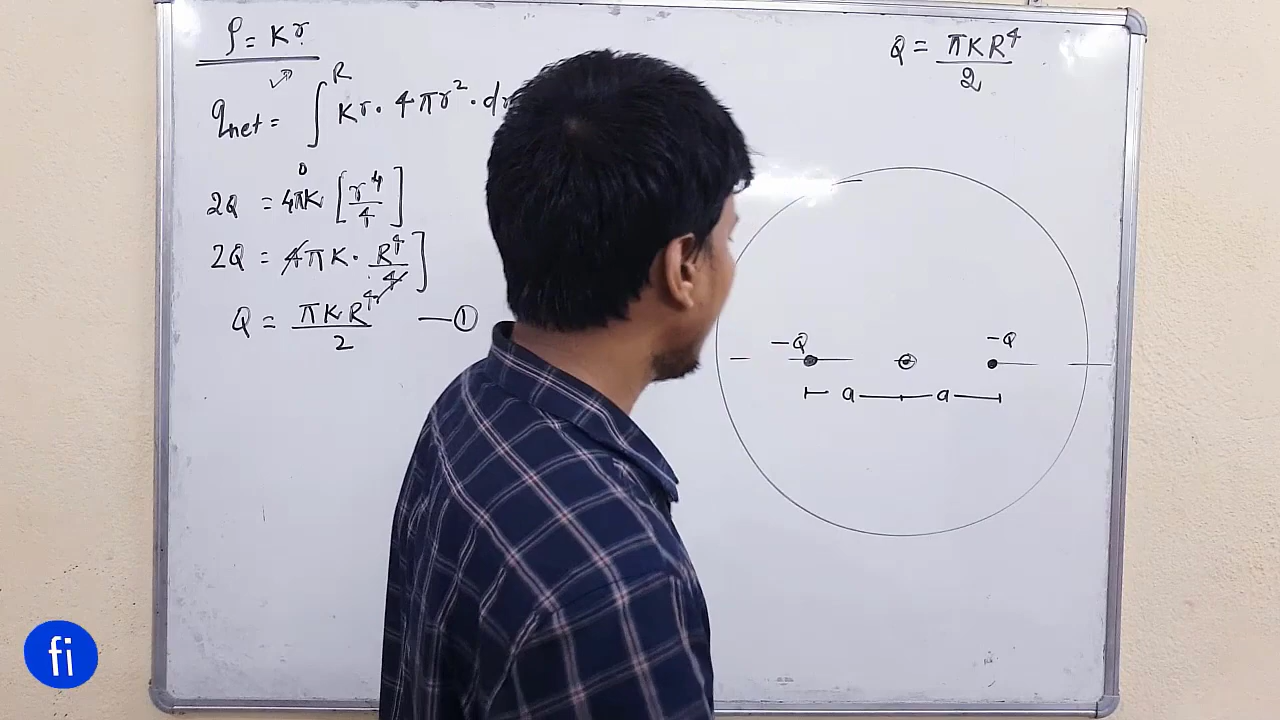 ρ = Kr
q_net = ∫₀ᴿ Kr · 4πr² · dr
2Q = 4πK [r⁴/4]
2Q = 4πK · R⁴/4]
Q = πKR⁴/2 —①
Q = πKR⁴/2
-Q -Q
a a
fi